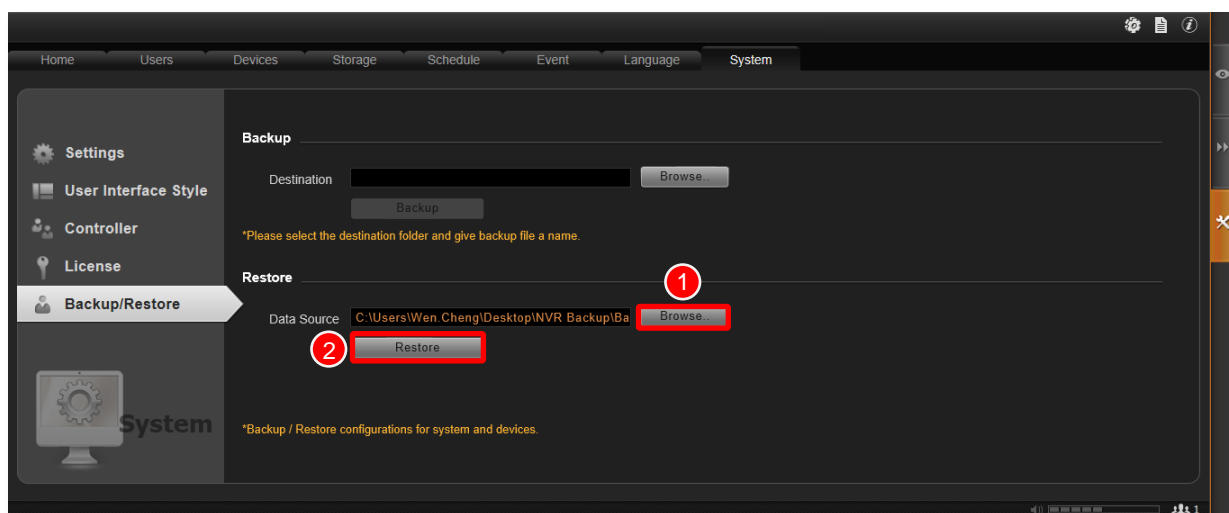 Home Users Devices Storage Schedule Event Language System
Settings
User Interface Style
Controller
License
Backup/Restore
System
Backup
Destination Browse..
Backup
*Please select the destination folder and give backup file a name.
Restore
1
Data Source C:\Users\Wen.Cheng\Desktop\NVR Backup\Ba Browse..
2 Restore
*Backup / Restore configurations for system and devices.
1